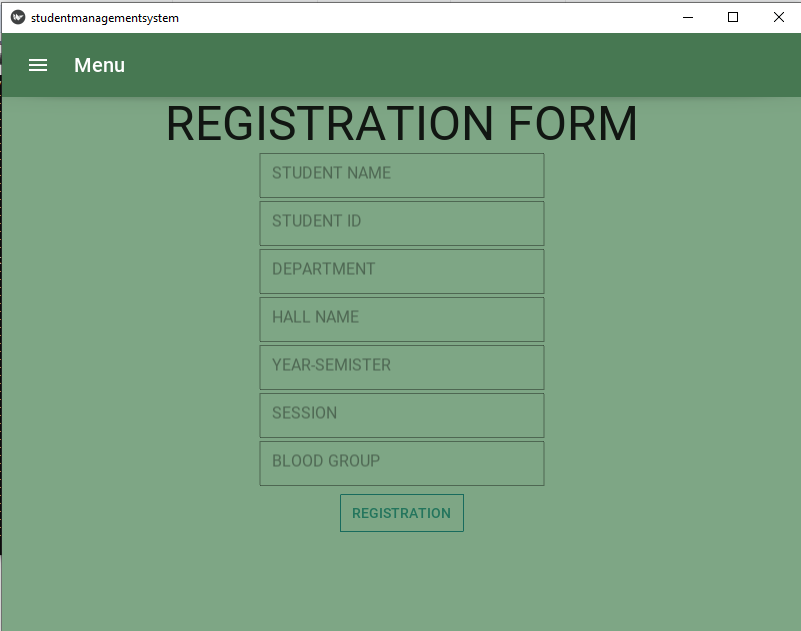 studentmanagementsystem
Menu
REGISTRATION FORM
STUDENT NAME
STUDENT ID
DEPARTMENT
HALL NAME
YEAR-SEMISTER
SESSION
BLOOD GROUP
REGISTRATION